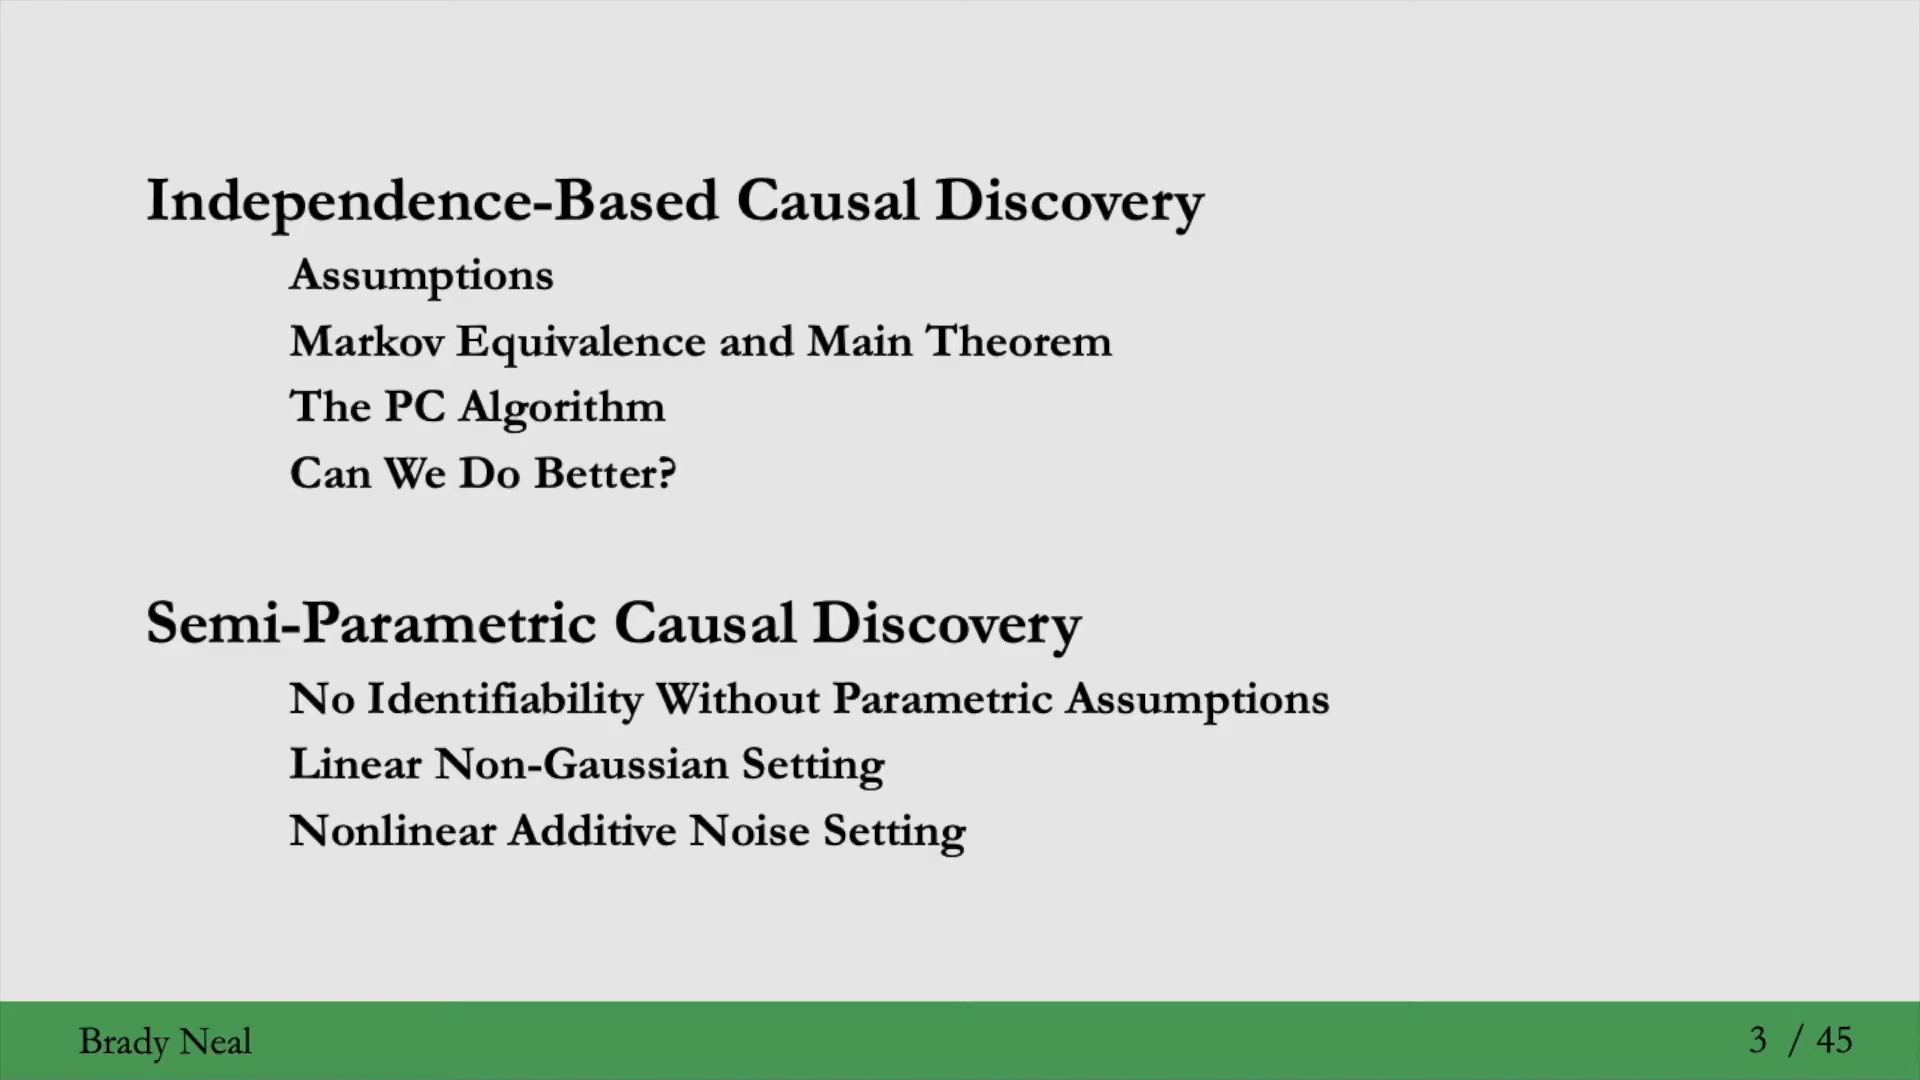 Independence-Based Causal Discovery
Assumptions
Markov Equivalence and Main Theorem
The PC Algorithm
Can We Do Better?
Semi-Parametric Causal Discovery
No Identifiability Without Parametric Assumptions
Linear Non-Gaussian Setting
Nonlinear Additive Noise Setting
Brady Neal
3 / 45